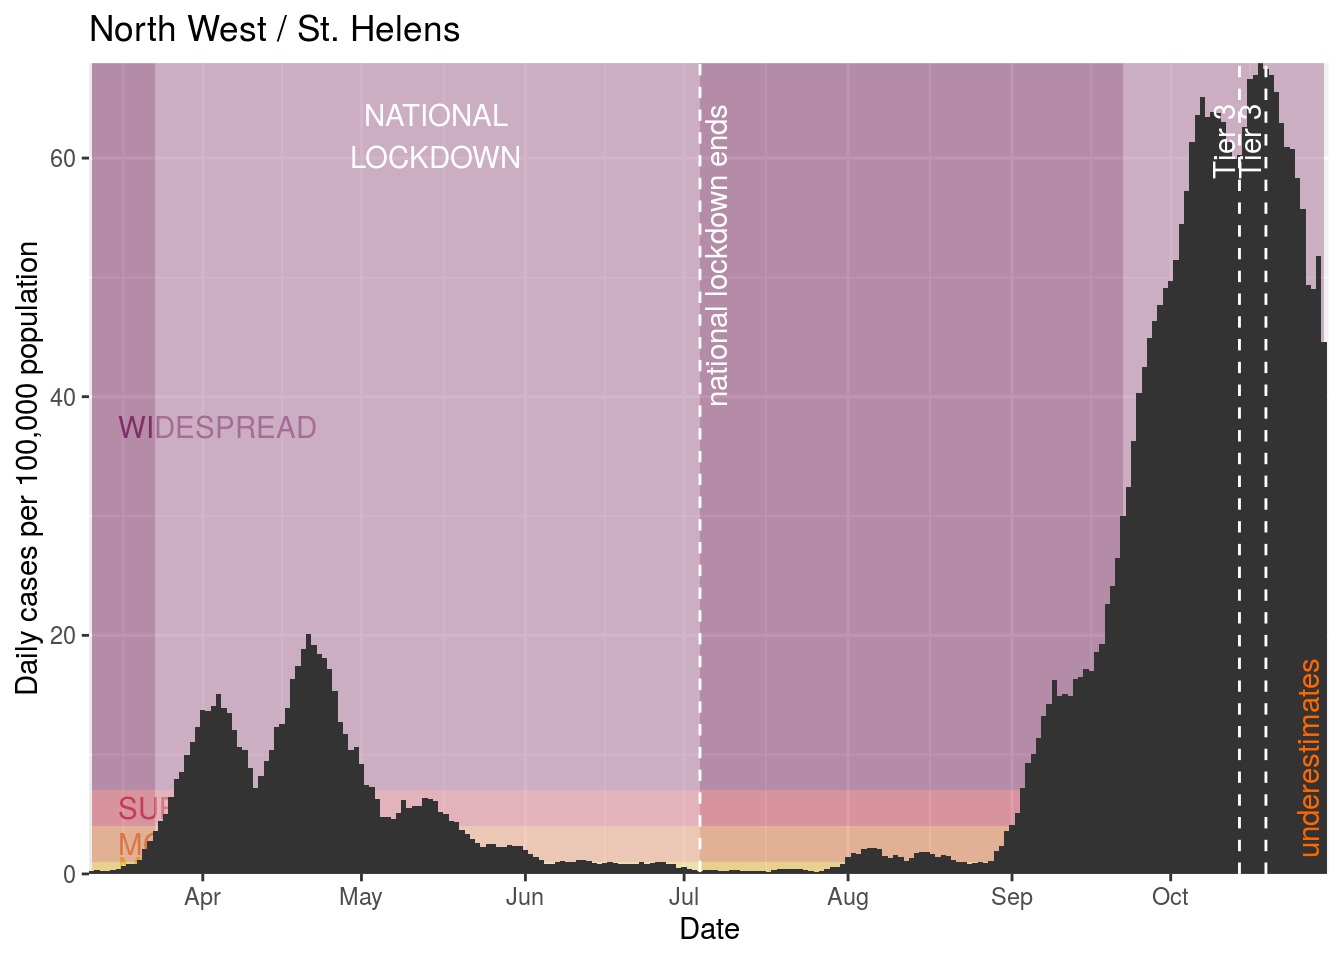 North West / St. Helens
NATIONAL
LOCKDOWN
national lockdown ends
Tier 3
Tier 3
WIDESPREAD
underestimates
Daily cases per 100,000 population
60
40
20
0
Apr
May
Jun
Jul
Aug
Sep
Oct
Date